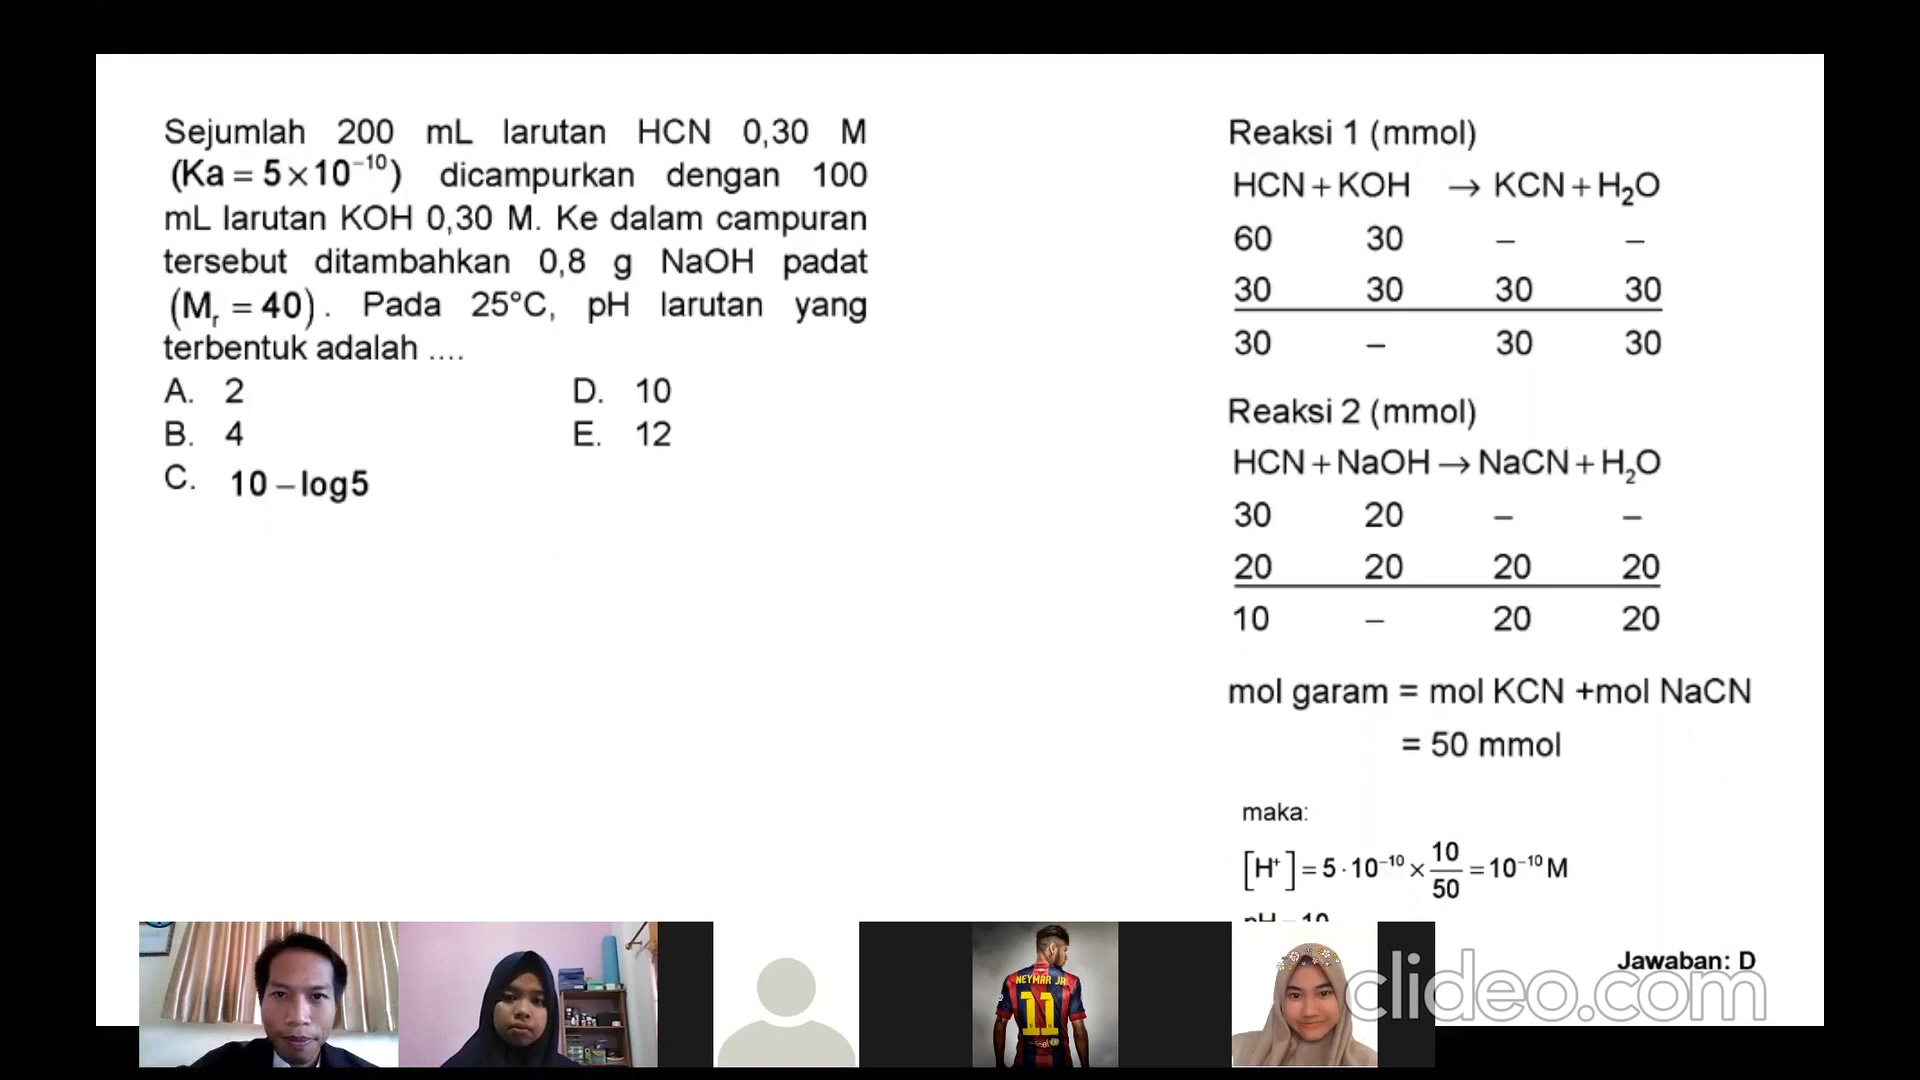 Sejumlah 200 mL larutan HCN 0,30 M
(Ka = 5×10⁻¹⁰) dicampurkan dengan 100
mL larutan KOH 0,30 M. Ke dalam campuran
tersebut ditambahkan 0,8 g NaOH padat
(Mᵣ = 40). Pada 25°C, pH larutan yang
terbentuk adalah ....
A. 2
B. 4
C. 10 – log5
D. 10
E. 12
Reaksi 1 (mmol)
HCN + KOH → KCN + H₂O
60 30 – –
30 30 30 30
30 – 30 30
Reaksi 2 (mmol)
HCN + NaOH → NaCN + H₂O
30 20 – –
20 20 20 20
10 – 20 20
mol garam = mol KCN +mol NaCN
= 50 mmol
maka:
[H⁺] = 5·10⁻¹⁰ × 10/50 = 10⁻¹⁰ M
pH = 10
Jawaban: D
NEYMAR JR
11
clideo.com